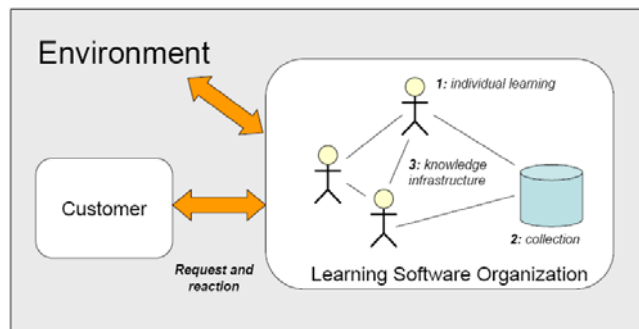 Environment
1: individual learning
3: knowledge
infrastructure
Customer
2: collection
Request and
reaction
Learning Software Organization